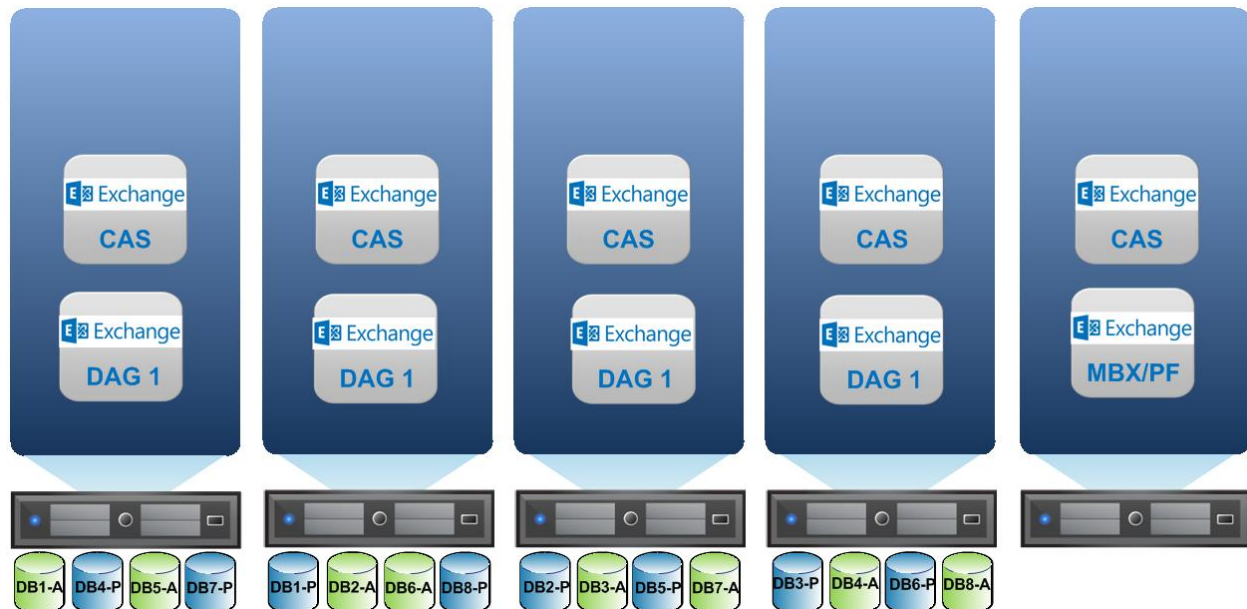 Exchange
CAS
Exchange
CAS
Exchange
CAS
Exchange
CAS
Exchange
CAS
Exchange
DAG 1
Exchange
DAG 1
Exchange
DAG 1
Exchange
DAG 1
Exchange
MBX/PF
DB1-A DB4-P DB5-A DB7-P
DB1-P DB2-A DB6-A DB8-P
DB2-P DB3-A DB5-P DB7-A
DB3-P DB4-A DB6-P DB8-A